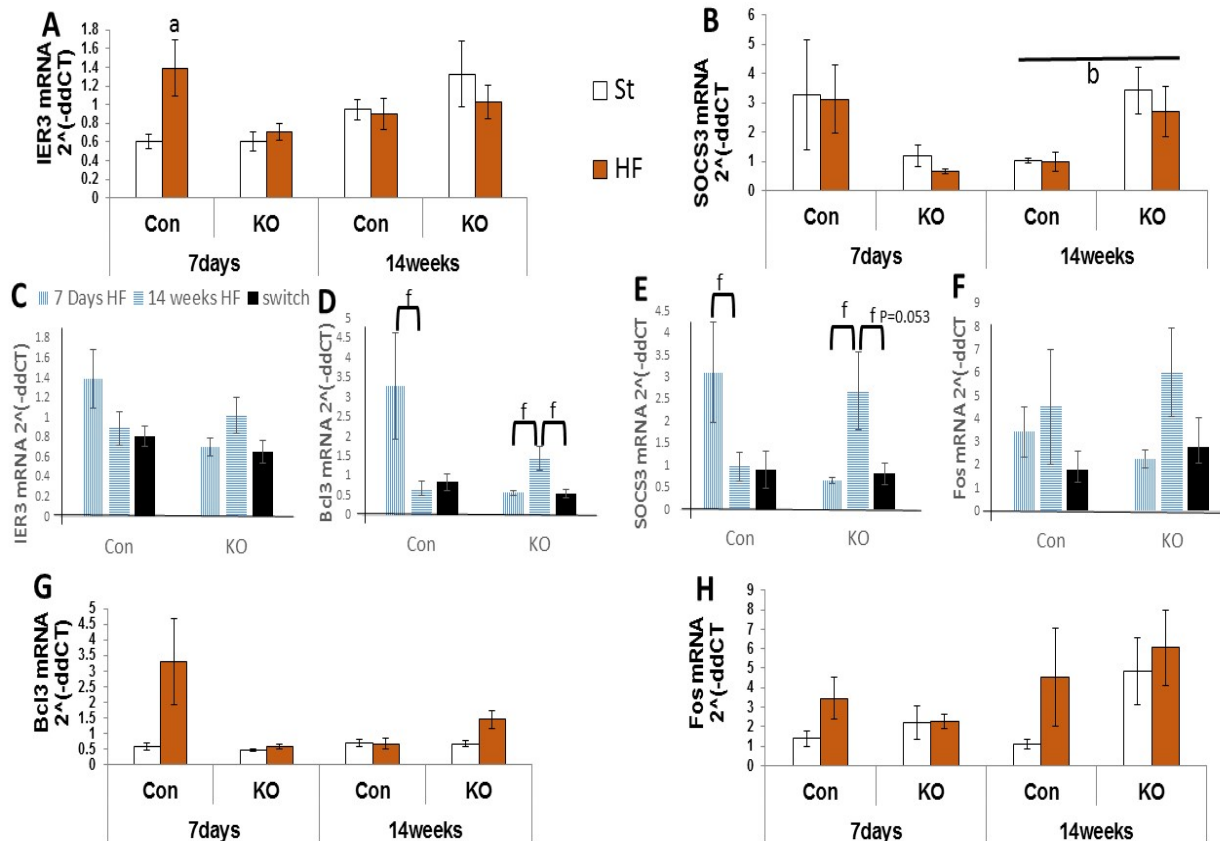 A
IER3 mRNA
2^(-ddCT)
1.8
1.6
1.4
1.2
1
0.8
0.6
0.4
0.2
0
a
Con
KO
Con
KO
7days
14weeks
St
HF
B
SOCS3 mRNA
2^(-ddCT
6
5
4
3
2
1
0
b
Con
KO
Con
KO
7days
14weeks
C
7 Days HF
14 weeks HF
switch
IER3 mRNA 2^(-ddCT)
1.8
1.6
1.4
1.2
1
0.8
0.6
0.4
0.2
0
Con
KO
D
Bcl3 mRNA 2^(-ddCT)
5
4.5
4
3.5
3
2.5
2
1.5
1
0.5
0
f
f
f
Con
KO
E
SOCS3 mRNA 2^(-ddCT)
4.5
4
3.5
3
2.5
2
1.5
1
0.5
0
f
f
f P=0.053
Con
KO
F
Fos mRNA 2^(-ddCT
9
8
7
6
5
4
3
2
1
0
Con
KO
G
Bcl3 mRNA
2^(-ddCT)
5
4.5
4
3.5
3
2.5
2
1.5
1
0.5
0
Con
KO
Con
KO
7days
14weeks
H
Fos mRNA
2^(-ddCT
9
8
7
6
5
4
3
2
1
0
Con
KO
Con
KO
7days
14weeks